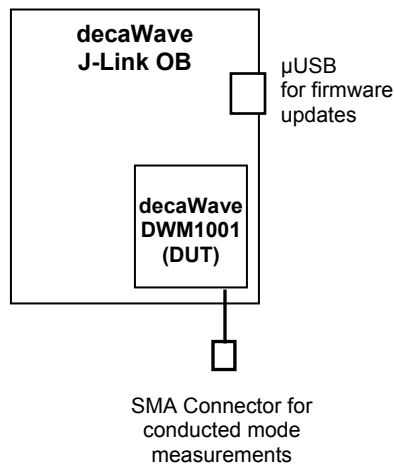 decaWave
J-Link OB
µUSB
for firmware
updates
decaWave
DWM1001
(DUT)
SMA Connector for
conducted mode
measurements